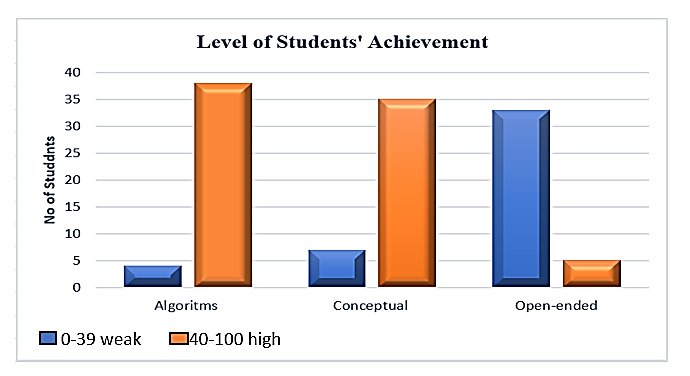 Level of Students' Achievement
No of Studdnts
40
35
30
25
20
15
10
5
0
Algoritms Conceptual Open-ended
0-39 weak 40-100 high